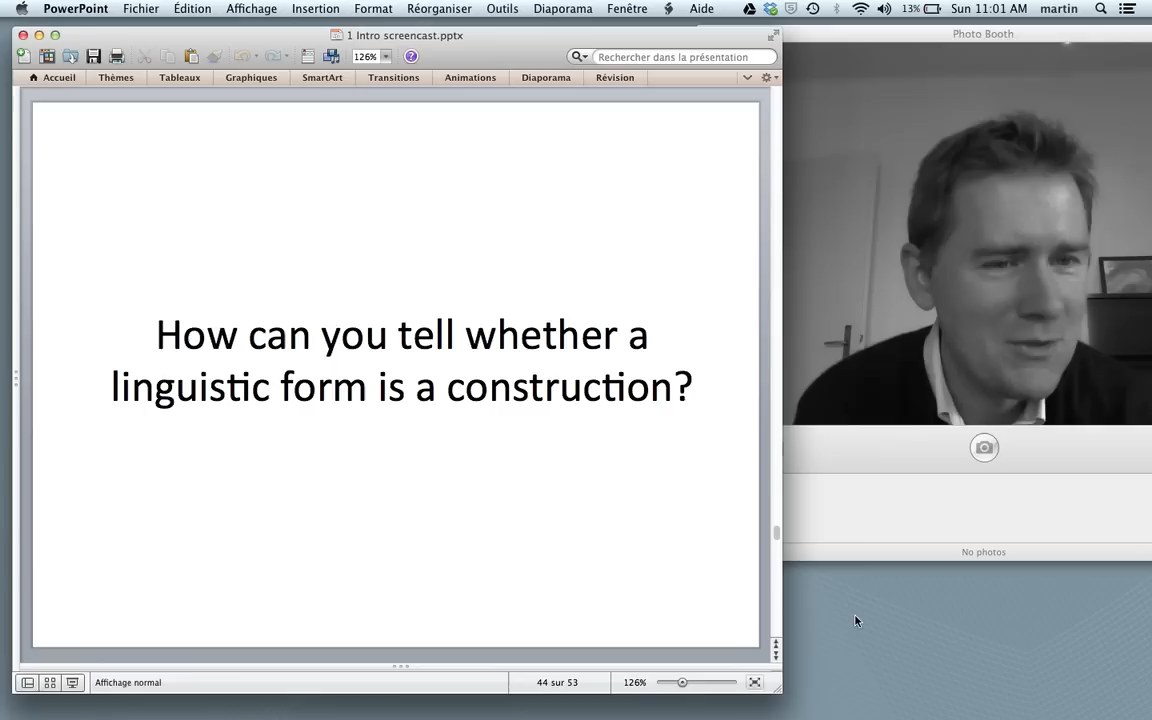 PowerPoint Fichier Édition Affichage Insertion Format Réorganiser Outils Diaporama Fenêtre Aide 13% Sun 11:01 AM martin
1 Intro screencast.pptx
Photo Booth
126% Rechercher dans la présentation
Accueil Thèmes Tableaux Graphiques SmartArt Transitions Animations Diaporama Révision
How can you tell whether a
linguistic form is a construction?
No photos
Affichage normal 44 sur 53 126%